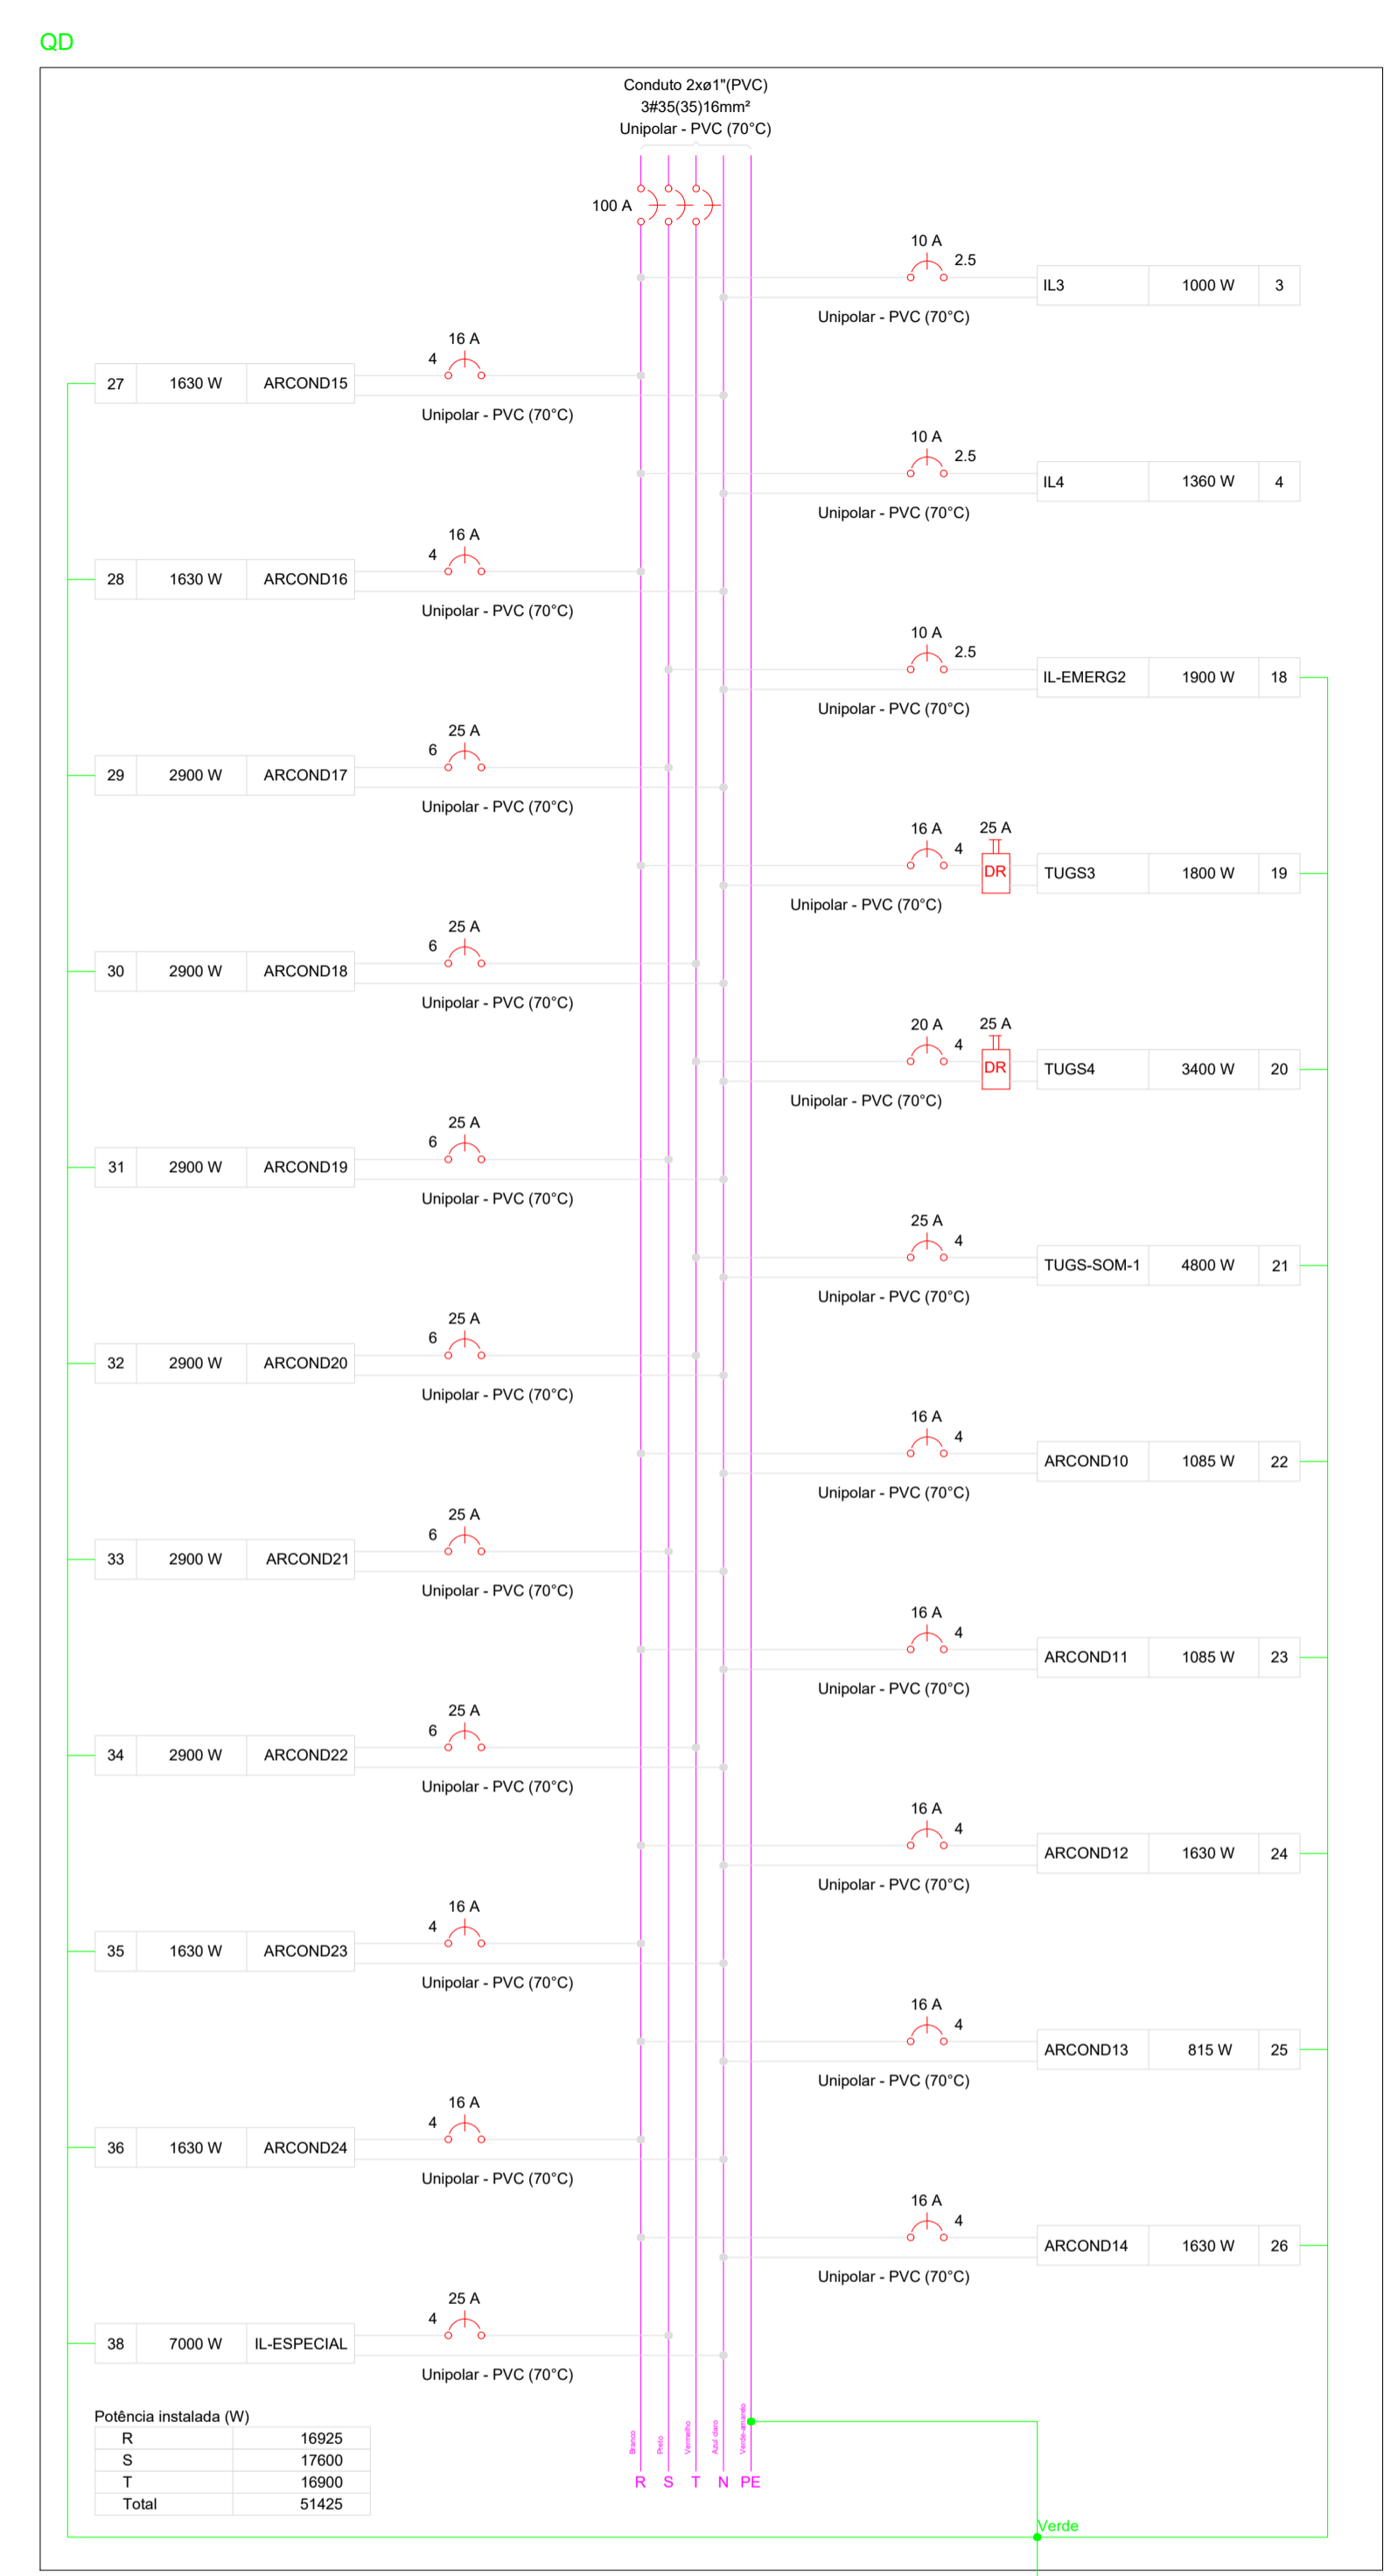 QD
Conduto 2xø1"(PVC)
3#35(35)16mm²
Unipolar - PVC (70°C)
100 A
10 A
2.5
IL3 1000 W 3
Unipolar - PVC (70°C)
16 A
4
27 1630 W ARCOND15
Unipolar - PVC (70°C)
10 A
2.5
IL4 1360 W 4
Unipolar - PVC (70°C)
16 A
4
28 1630 W ARCOND16
Unipolar - PVC (70°C)
10 A
2.5
IL-EMERG2 1900 W 18
Unipolar - PVC (70°C)
25 A
6
29 2900 W ARCOND17
Unipolar - PVC (70°C)
16 A 25 A
4
DR
TUGS3 1800 W 19
Unipolar - PVC (70°C)
25 A
6
30 2900 W ARCOND18
Unipolar - PVC (70°C)
20 A 25 A
4
DR
TUGS4 3400 W 20
Unipolar - PVC (70°C)
25 A
6
31 2900 W ARCOND19
Unipolar - PVC (70°C)
25 A
4
TUGS-SOM-1 4800 W 21
Unipolar - PVC (70°C)
25 A
6
32 2900 W ARCOND20
Unipolar - PVC (70°C)
16 A
4
ARCOND10 1085 W 22
Unipolar - PVC (70°C)
25 A
6
33 2900 W ARCOND21
Unipolar - PVC (70°C)
16 A
4
ARCOND11 1085 W 23
Unipolar - PVC (70°C)
25 A
6
34 2900 W ARCOND22
Unipolar - PVC (70°C)
16 A
4
ARCOND12 1630 W 24
Unipolar - PVC (70°C)
16 A
4
35 1630 W ARCOND23
Unipolar - PVC (70°C)
16 A
4
ARCOND13 815 W 25
Unipolar - PVC (70°C)
16 A
4
36 1630 W ARCOND24
Unipolar - PVC (70°C)
16 A
4
ARCOND14 1630 W 26
Unipolar - PVC (70°C)
25 A
4
38 7000 W IL-ESPECIAL
Unipolar - PVC (70°C)
Potência instalada (W)
R 16925
S 17600
T 16900
Total 51425
Branco
Preto
Vermelho
Azul claro
Verde-amarelo
R S T N PE
Verde